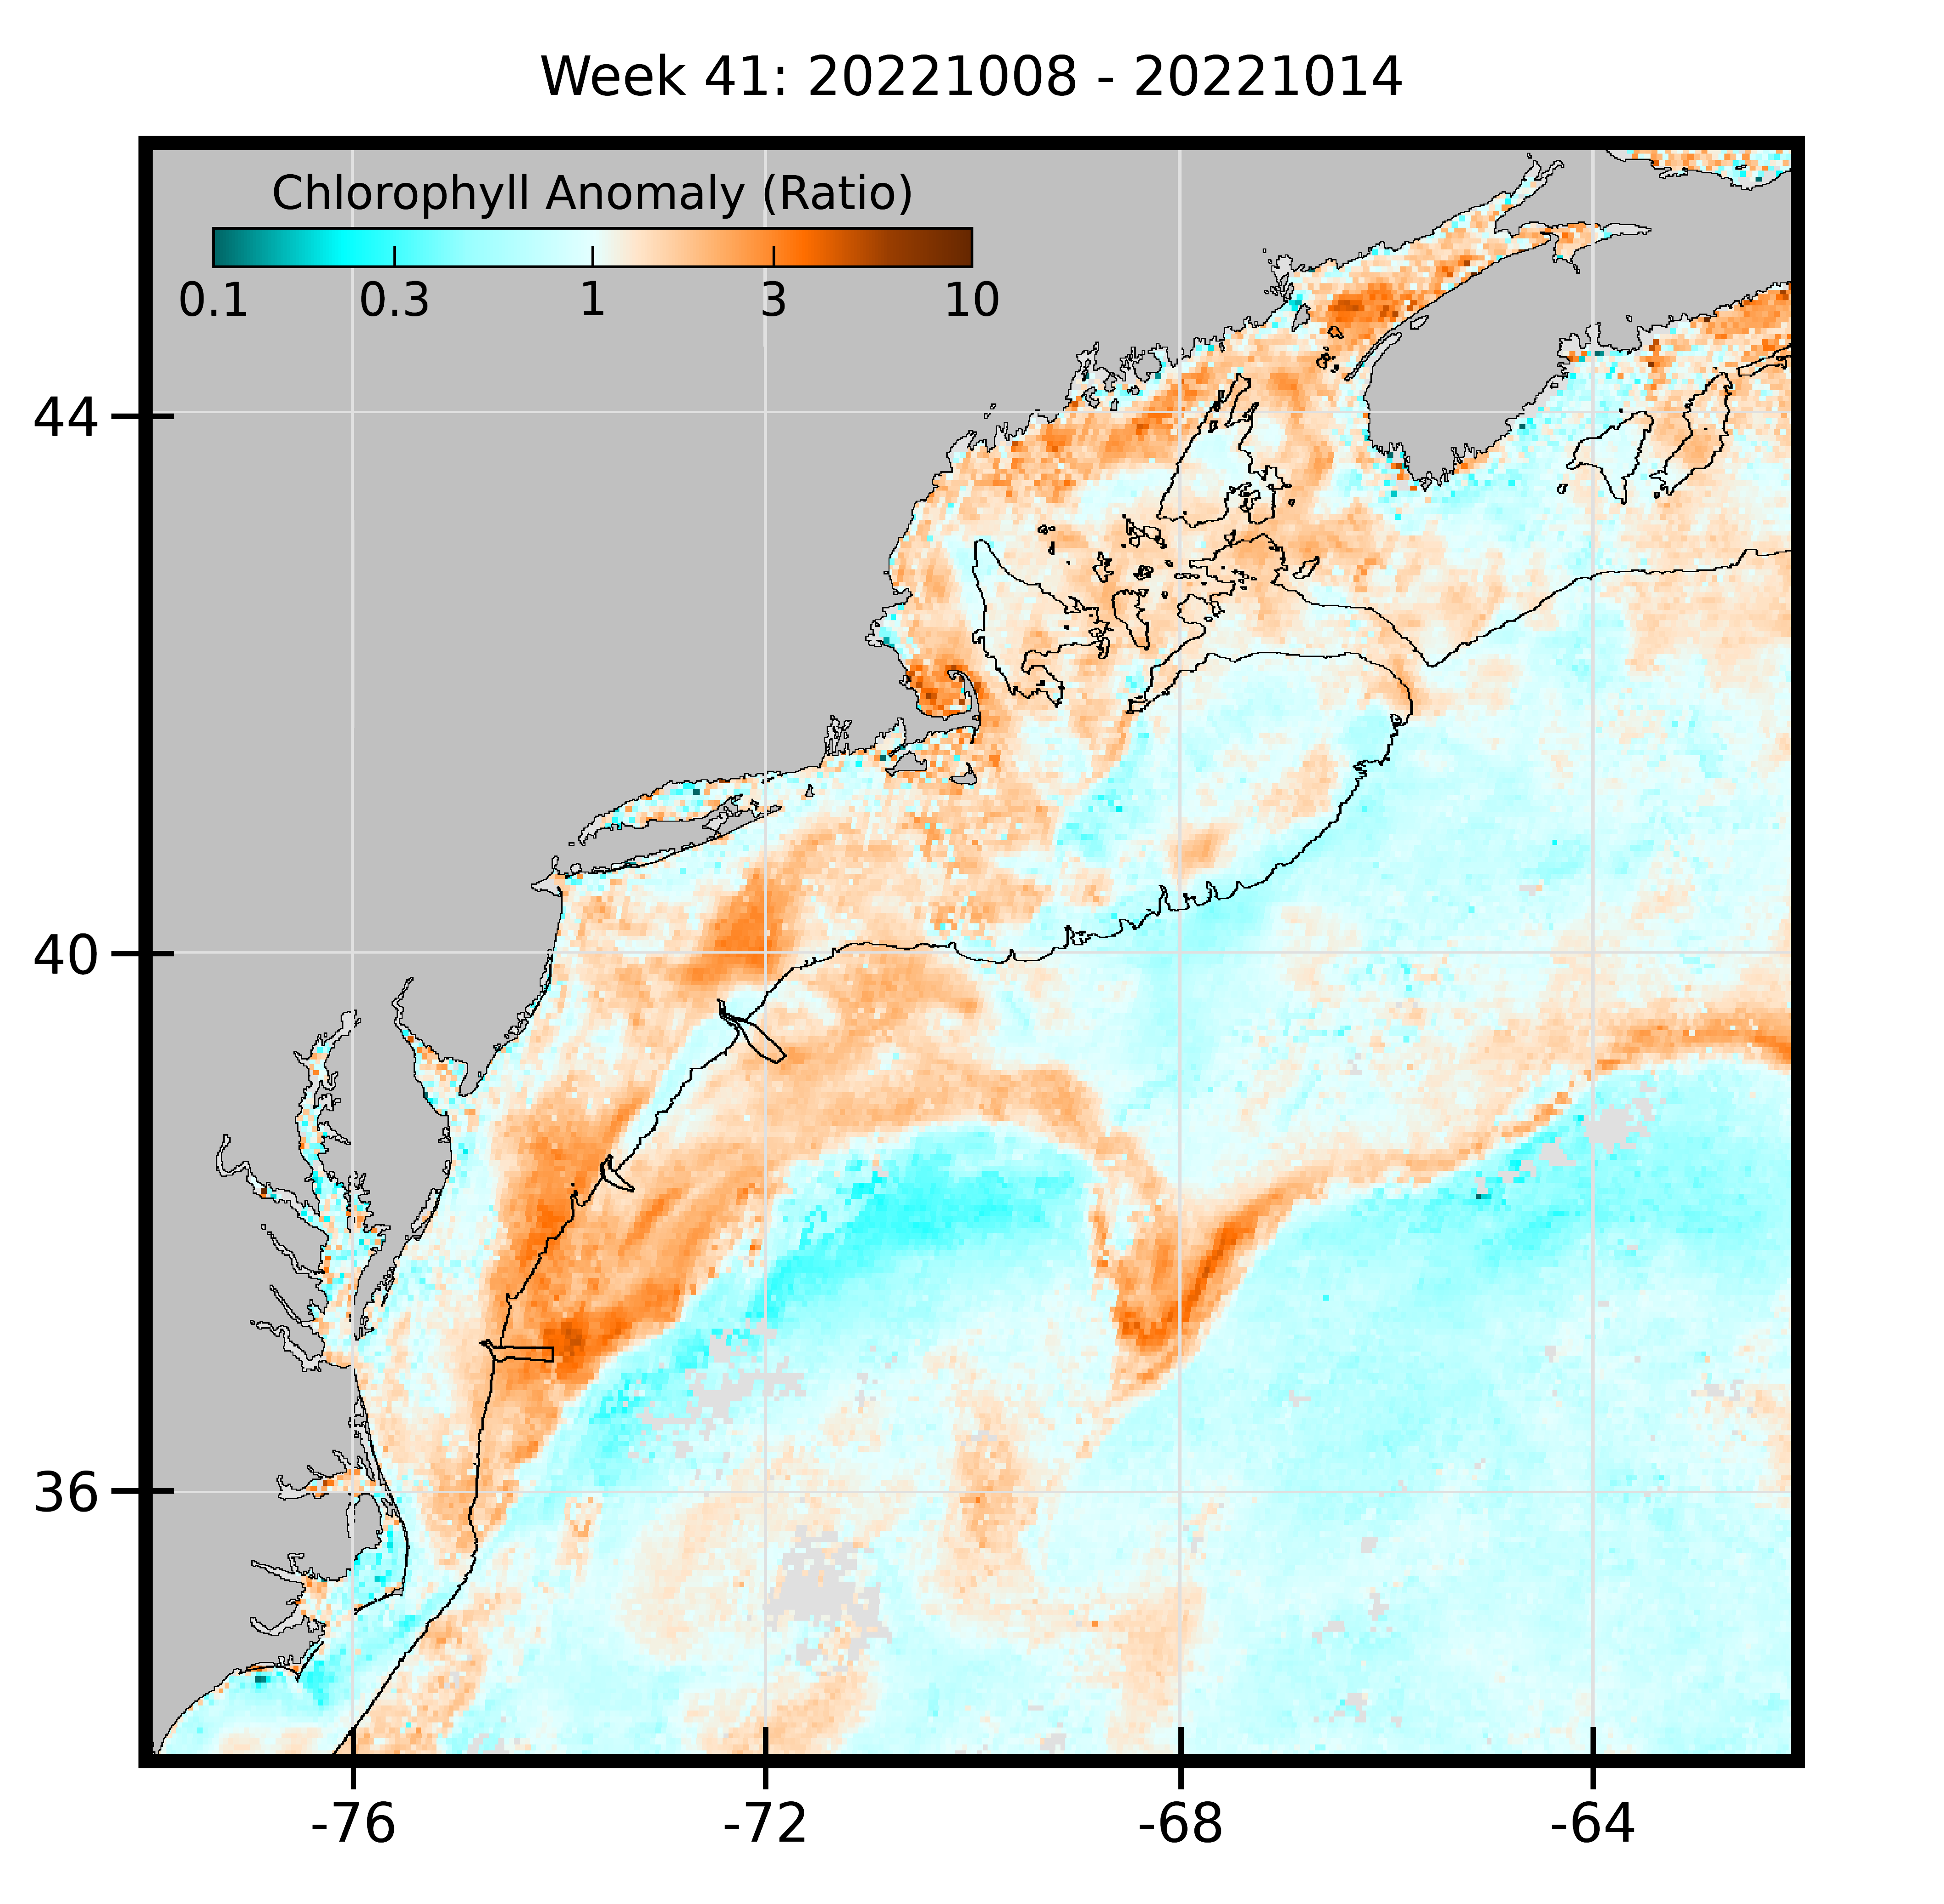 Week 41: 20221008 - 20221014
Chlorophyll Anomaly (Ratio)
0.1 0.3 1 3 10
44
40
36
-76 -72 -68 -64